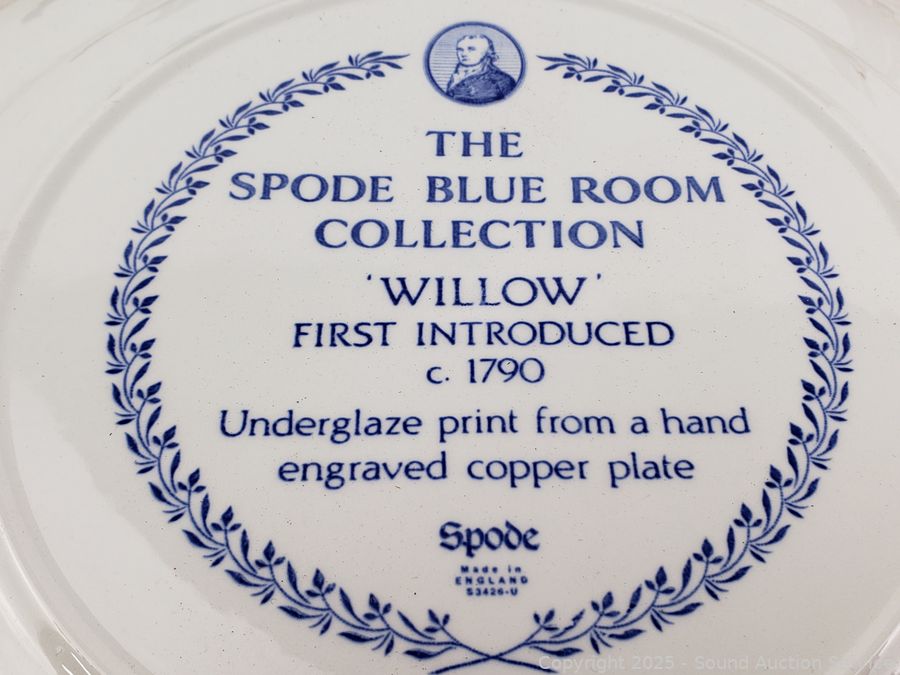 THE
SPODE BLUE ROOM
COLLECTION
'WILLOW'
FIRST INTRODUCED
c. 1790
Underglaze print from a hand
engraved copper plate
Spode
Made in
ENGLAND
S3426-U
Copyright 2025 - Sound Auction Service